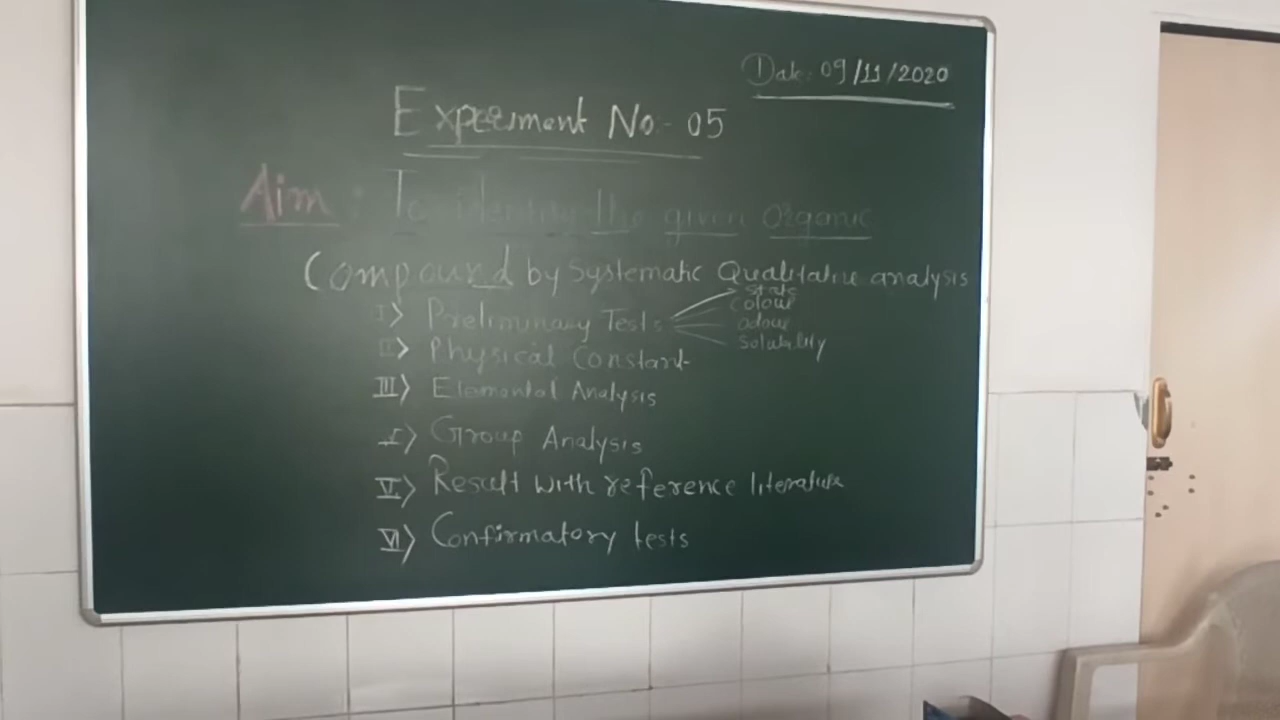 Date: 09/11/2020
Experiment No.- 05
Aim : To identify the given organic
Compound by Systematic Qualitative analysis
I) Preliminary Tests
State
Colour
odour
Solubility
II) Physical Constant
III) Elemental Analysis
I) Group Analysis
V) Result with reference literature
VI) Confirmatory tests